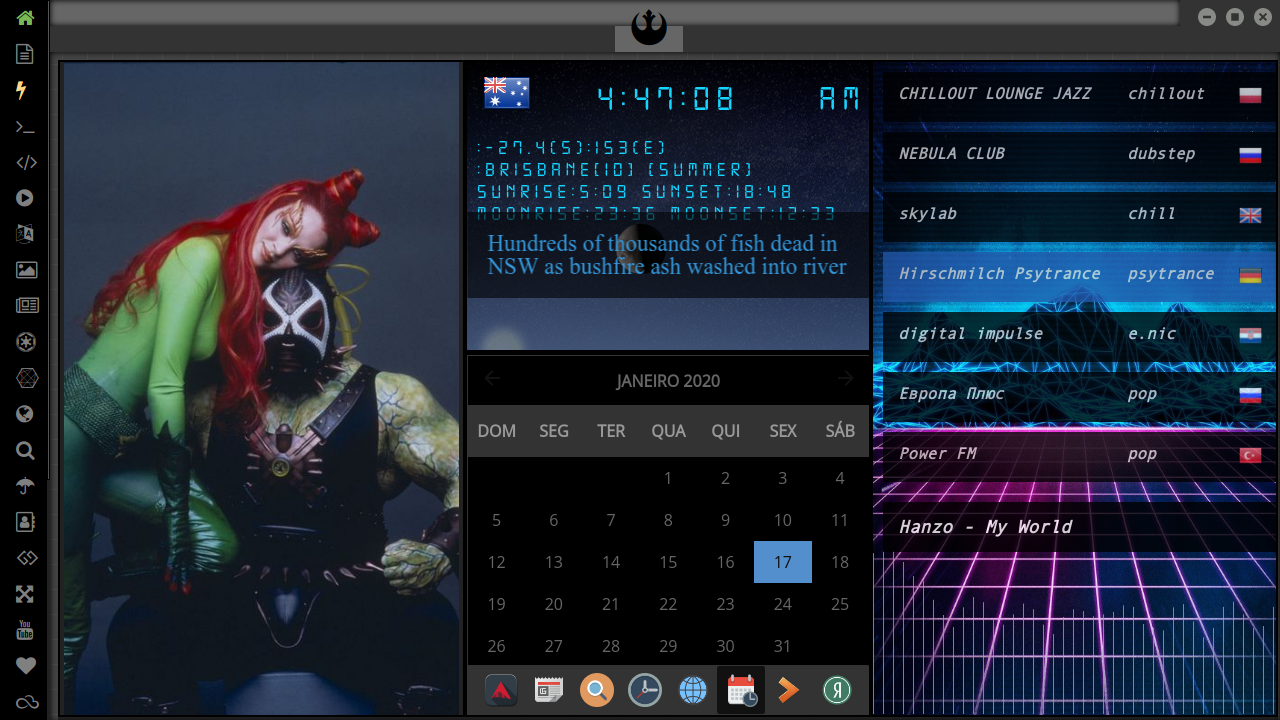 4:47:08 AM
:-27.4(S):153(E)
:BRISBANE(10) (SUMMER)
SUNRISE:5:09 SUNSET:18:48
MOONRISE:23:36 MOONSET:12:33
Hundreds of thousands of fish dead in
NSW as bushfire ash washed into river
JANEIRO 2020
DOM SEG TER QUA QUI SEX SÁB
1 2 3 4
5 6 7 8 9 10 11
12 13 14 15 16 17 18
19 20 21 22 23 24 25
26 27 28 29 30 31
CHILLOUT LOUNGE JAZZ chillout
NEBULA CLUB dubstep
skylab chill
Hirschmilch Psytrance psytrance
digital impulse e.nic
Европа Плюс pop
Power FM pop
Hanzo - My World
You
Tube
Я